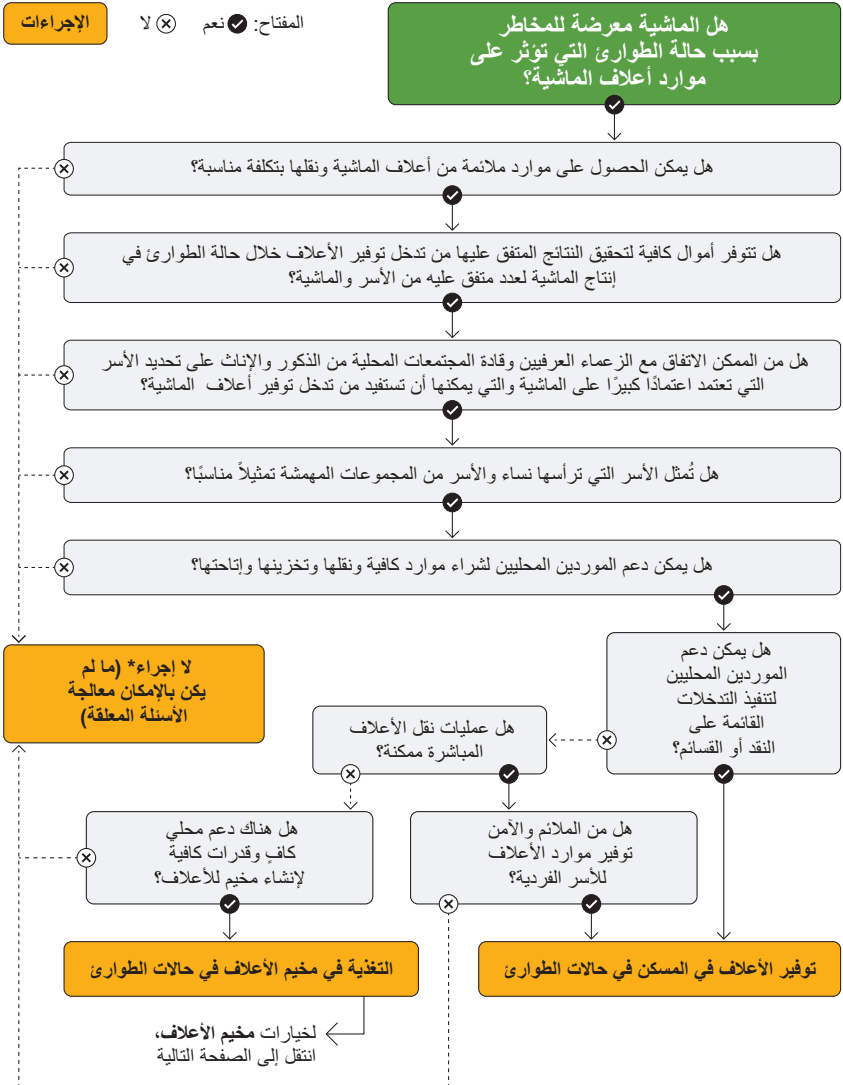 هل الماشية معرضة للمخاطر
بسبب حالة الطوارئ التي تؤثر على
موارد أعلاف الماشية؟
المفتاح: نعم لا
الإجراءات
هل يمكن الحصول على موارد ملائمة من أعلاف الماشية ونقلها بتكلفة مناسبة؟
هل تتوفر أموال كافية لتحقيق النتائج المتفق عليها من تدخل توفير الأعلاف خلال حالة الطوارئ في
إنتاج الماشية لعدد متفق عليه من الأسر والماشية؟
هل من الممكن الاتفاق مع الزعماء العرفيين وقادة المجتمعات المحلية من الذكور والإناث على تحديد الأسر
التي تعتمد اعتمادًا كبيرًا على الماشية والتي يمكنها أن تستفيد من تدخل توفير أعلاف الماشية؟
هل تُمثل الأسر التي ترأسها نساء والأسر من المجموعات المهمشة تمثيلاً مناسبًا؟
هل يمكن دعم الموردين المحليين لشراء موارد كافية ونقلها وتخزينها وإتاحتها؟
هل يمكن دعم
الموردين المحليين
لتنفيذ التدخلات
القائمة على
النقد أو القسائم؟
لا إجراء* (ما لم
يكن بالإمكان معالجة
الأسئلة المعلقة)
هل عمليات نقل الأعلاف
المباشرة ممكنة؟
هل من الملائم والآمن
توفير موارد الأعلاف
للأسر الفردية؟
هل هناك دعم محلي
كافٍ وقدرات كافية
لإنشاء مخيم للأعلاف؟
توفير الأعلاف في المسكن في حالات الطوارئ
التغذية في مخيم الأعلاف في حالات الطوارئ
لخيارات مخيم الأعلاف،
انتقل إلى الصفحة التالية